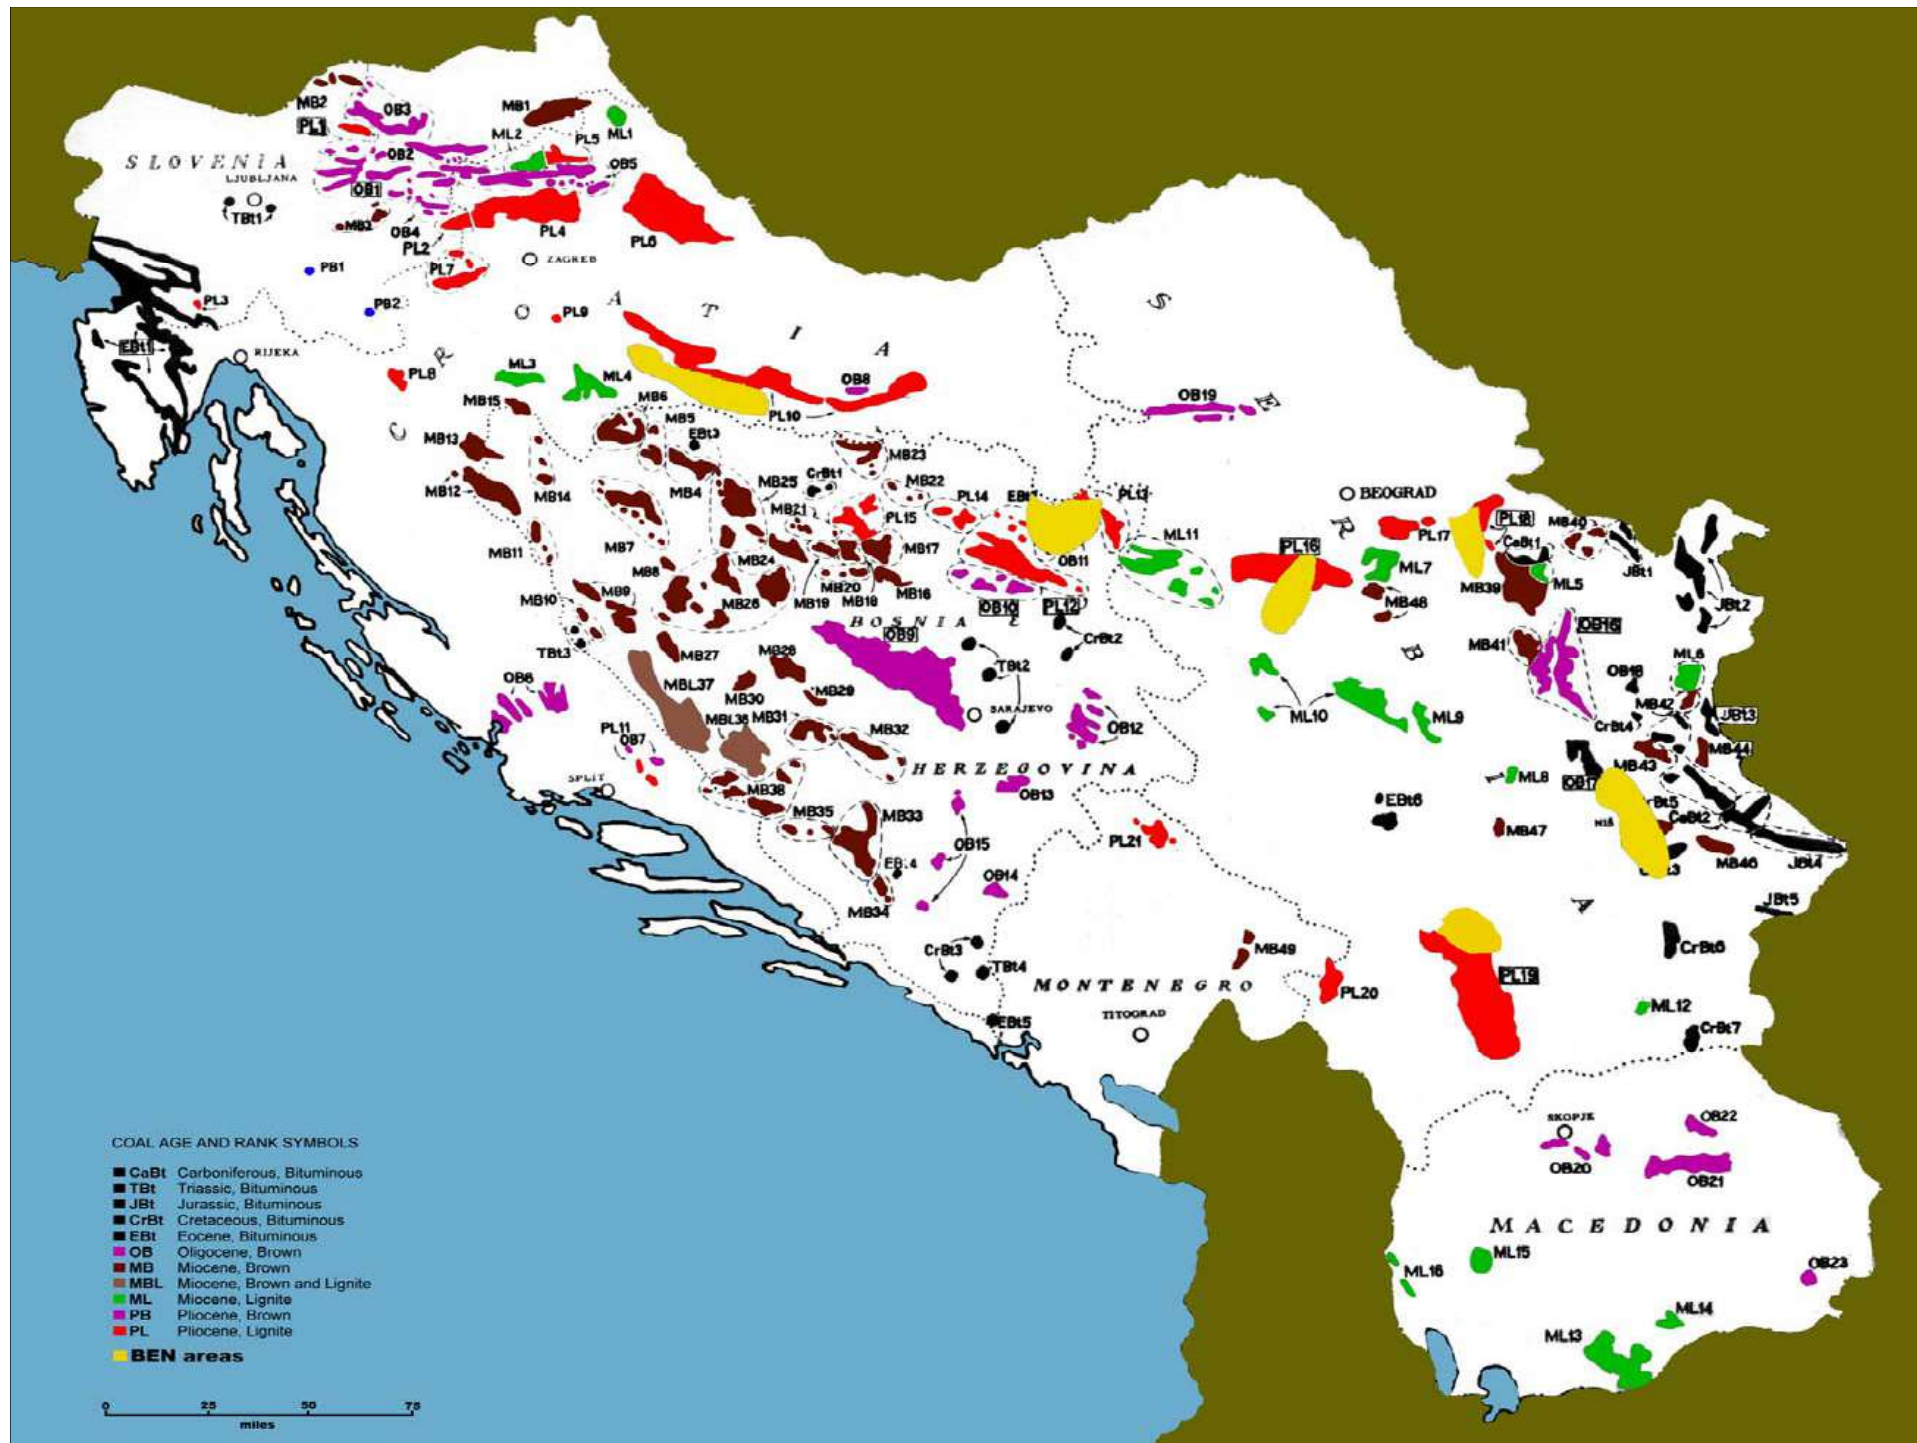 MB2
OB3
MB1
PL1
ML2
ML1
PL5
OB2
SLOVENIA
OB5
LJUBLJANA
OB1
TBt1
OB4
PL2
PL4
PL6
PB1
PL7
ZAGREB
PL3
PB2
PL9
C R O A T I A
EBt1
RIJEKA
PL8
ML3
ML4
OB8
PL10
OB19
MB15
MB6
MB5
EBt3
MB13
MB23
MB12
MB14
MB4
MB25
CrBt1
MB22
PL14
PL13
BEOGRAD
MB21
PL15
PL18
MB40
PL17
MB11
MB7
MB17
ML11
PL16
CaBt1
JBt1
MB24
OB11
ML7
MB39
ML5
MB8
MB20
MB16
MB10
MB9
MB26
MB19
MB18
OB10
PL12
MB48
JBt2
BOSNIA &
OB9
CrBt2
OB16
TBt3
MB27
MB28
TBt2
MB41
ML6
OB6
MBL37
MB30
MB29
OB18
MB42
SARAJEVO
ML10
ML9
JBt3
MB31
MB32
OB12
CrBt4
PL11
OB7
MB44
HERZEGOVINA
MB43
SPLIT
MB38
OB13
ML8
OB17
EBt6
MB35
MB33
CaBt2
NIŠ
MB47
PL21
OB15
MB46
JBt4
OB14
MB34
JBt5
S E R B I A
CrBt3
MB49
CrBt6
TBt4
PL19
MONTENEGRO
PL20
ML12
EBt5
TITOGRAD
CrBt7
SKOPJE
OB22
OB20
OB21
MACEDONIA
ML15
ML16
OB23
ML14
ML13
COAL AGE AND RANK SYMBOLS
CaBt Carboniferous, Bituminous
TBt Triassic, Bituminous
JBt Jurassic, Bituminous
CrBt Cretaceous, Bituminous
EBt Eocene, Bituminous
OB Oligocene, Brown
MB Miocene, Brown
MBL Miocene, Brown and Lignite
ML Miocene, Lignite
PB Pliocene, Brown
PL Pliocene, Lignite
BEN areas
0 25 50 75
miles